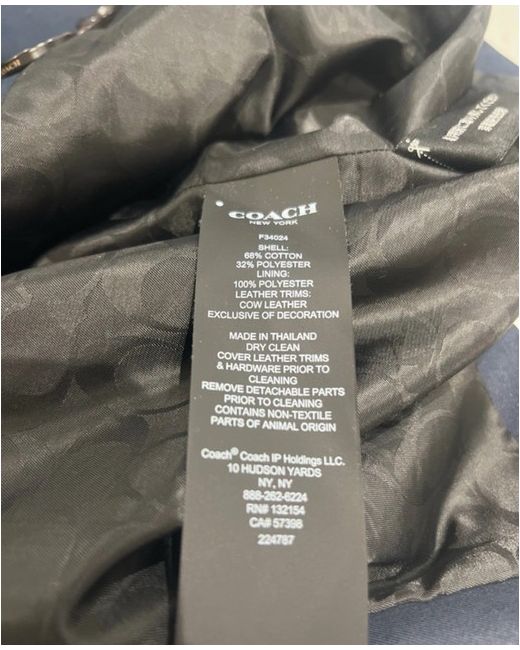 COACH
COACH
NEW YORK
F34024
SHELL:
68% COTTON
32% POLYESTER
LINING:
100% POLYESTER
LEATHER TRIMS:
COW LEATHER
EXCLUSIVE OF DECORATION
MADE IN THAILAND
DRY CLEAN
COVER LEATHER TRIMS
& HARDWARE PRIOR TO
CLEANING
REMOVE DETACHABLE PARTS
PRIOR TO CLEANING
CONTAINS NON-TEXTILE
PARTS OF ANIMAL ORIGIN
Coach® Coach IP Holdings LLC.
10 HUDSON YARDS
NY, NY
888-262-6224
RN# 132154
CA# 57398
224787